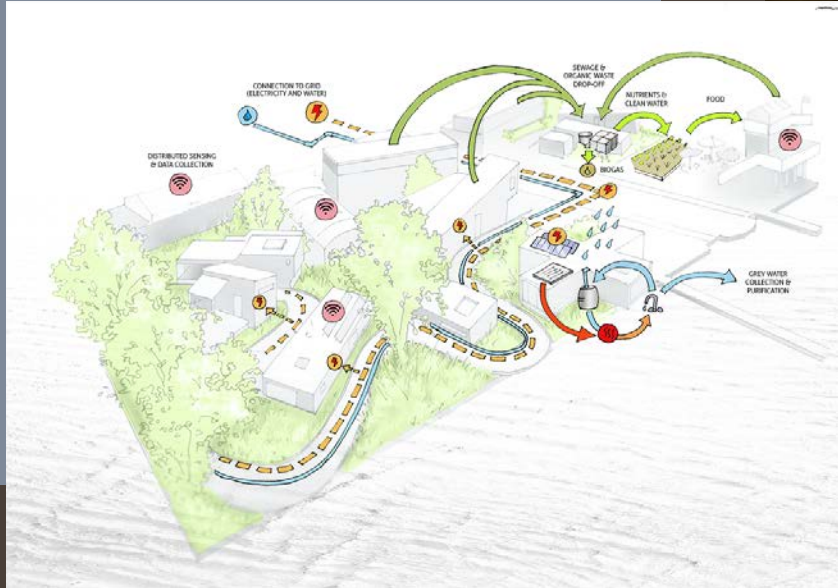 SEWAGE &
ORGANIC WASTE
DROP-OFF
CONNECTION TO GRID
(ELECTRICITY AND WATER)
NUTRIENTS &
CLEAN WATER
FOOD
DISTRIBUTED SENSING
& DATA COLLECTION
BIOGAS
GREY WATER
COLLECTION &
PURIFICATION